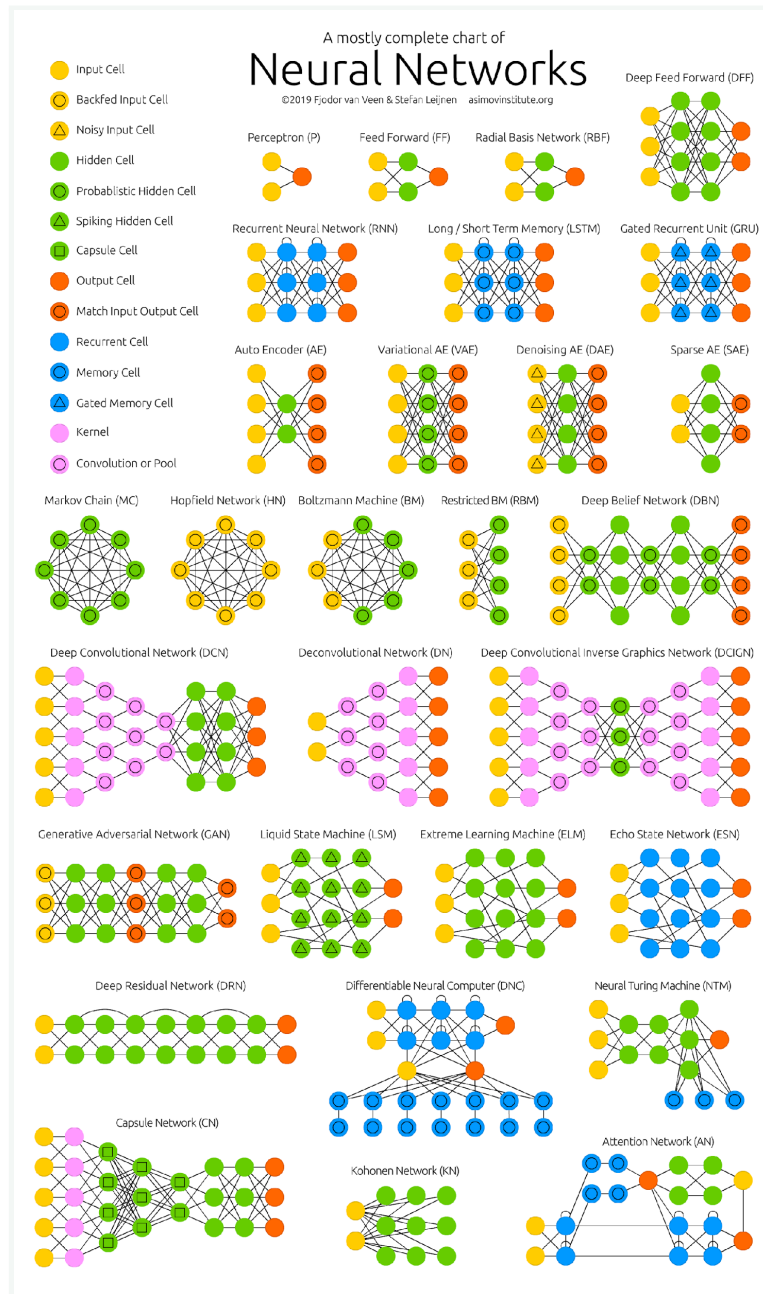 A mostly complete chart of
Neural Networks
©2019 Fjodor van Veen & Stefan Leijnen asimovinstitute.org
Input Cell
Backfed Input Cell
Noisy Input Cell
Hidden Cell
Probablistic Hidden Cell
Spiking Hidden Cell
Capsule Cell
Output Cell
Match Input Output Cell
Recurrent Cell
Memory Cell
Gated Memory Cell
Kernel
Convolution or Pool
Perceptron (P)
Feed Forward (FF)
Radial Basis Network (RBF)
Deep Feed Forward (DFF)
Recurrent Neural Network (RNN)
Long / Short Term Memory (LSTM)
Gated Recurrent Unit (GRU)
Auto Encoder (AE)
Variational AE (VAE)
Denoising AE (DAE)
Sparse AE (SAE)
Markov Chain (MC)
Hopfield Network (HN)
Boltzmann Machine (BM)
Restricted BM (RBM)
Deep Belief Network (DBN)
Deep Convolutional Network (DCN)
Deconvolutional Network (DN)
Deep Convolutional Inverse Graphics Network (DCIGN)
Generative Adversarial Network (GAN)
Liquid State Machine (LSM)
Extreme Learning Machine (ELM)
Echo State Network (ESN)
Deep Residual Network (DRN)
Differentiable Neural Computer (DNC)
Neural Turing Machine (NTM)
Capsule Network (CN)
Kohonen Network (KN)
Attention Network (AN)